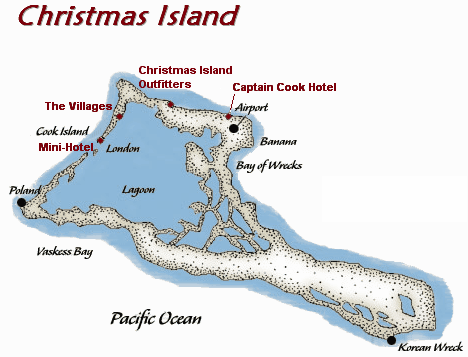 Christmas Island
Christmas Island
Outfitters
Captain Cook Hotel
Airport
The Villages
Cook Island
Banana
Mini-Hotel
London
Bay of Wrecks
Poland
Lagoon
Vaskess Bay
Pacific Ocean
Korean Wreck